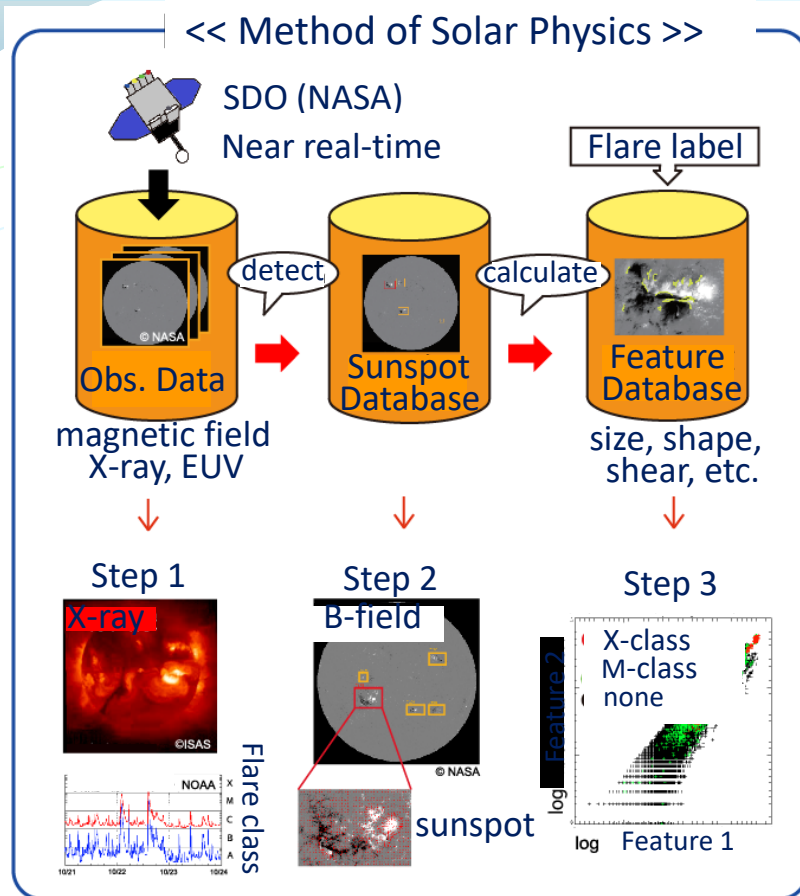 << Method of Solar Physics >>
SDO (NASA)
Near real-time
Flare label
detect
calculate
© NASA
Obs. Data
Sunspot
Database
Feature
Database
magnetic field
X-ray, EUV
size, shape,
shear, etc.
Step 1
Step 2
Step 3
X-ray
©ISAS
NOAA
X
M
C
B
A
Flare class
10/21
10/22
10/23
10/24
B-field
© NASA
sunspot
X-class
M-class
none
log Feature 2
log Feature 1